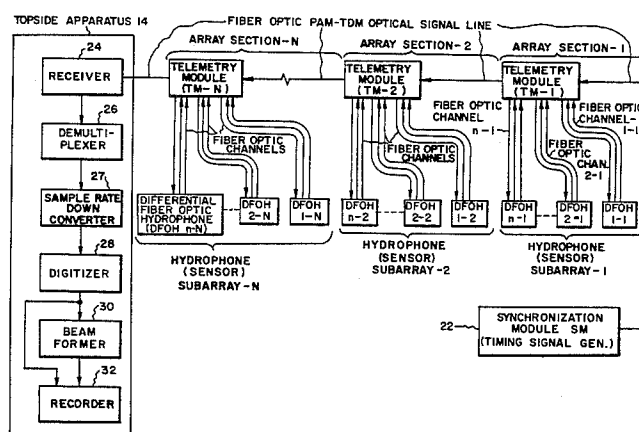 TOPSIDE APPARATUS 14
24
RECEIVER
26
DEMULTI-
PLEXER
27
SAMPLE RATE
DOWN
CONVERTER
28
DIGITIZER
30
BEAM
FORMER
32
RECORDER
FIBER OPTIC PAM-TDM OPTICAL SIGNAL LINE
ARRAY SECTION-N
TELEMETRY
MODULE
(TM-N)
FIBER OPTIC
CHANNELS
DIFFERENTIAL
FIBER OPTIC
HYDROPHONE
(DFOH n-N)
DFOH
2-N
DFOH
1-N
HYDROPHONE
(SENSOR)
SUBARRAY-N
ARRAY SECTION-2
TELEMETRY
MODULE
(TM-2)
FIBER OPTIC
CHANNELS
DFOH
n-2
DFOH
2-2
DFOH
1-2
HYDROPHONE
(SENSOR)
SUBARRAY-2
ARRAY SECTION-1
TELEMETRY
MODULE
(TM-1)
FIBER OPTIC
CHANNEL
n-1
FIBER OPTIC
CHANNEL-
1-1
FIBER
OPTIC
CHAN.
2-1
DFOH
n-1
DFOH
2-1
DFOH
1-1
HYDROPHONE
(SENSOR)
SUBARRAY-1
22
SYNCHRONIZATION
MODULE SM
(TIMING SIGNAL GEN.)